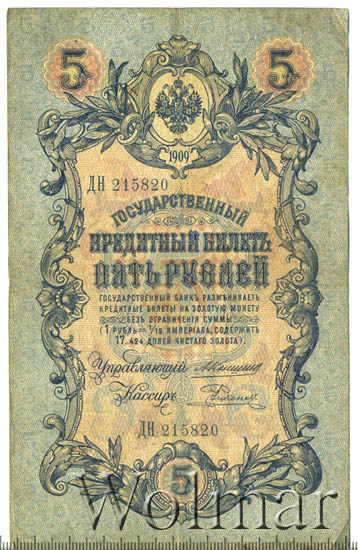 5 5
1909
ДН 215820
ГОСУДАРСТВЕННЫЙ
КРЕДИТНЫЙ БИЛЕТЪ
ПЯТЬ РУБЛЕЙ
ГОСУДАРСТВЕННЫЙ БАНКЪ РАЗМѢНИВАЕТЪ
КРЕДИТНЫЕ БИЛЕТЫ НА ЗОЛОТУЮ МОНЕТУ
БЕЗЪ ОГРАНИЧЕНІЯ СУММЫ
(1 РУБЛЬ = 1/15 ИМПЕРІАЛА, СОДЕРЖИТЪ
17,424 ДОЛЕЙ ЧИСТАГО ЗОЛОТА).
Управляющій
Кассиръ
ДН 215820
5
Wolmar